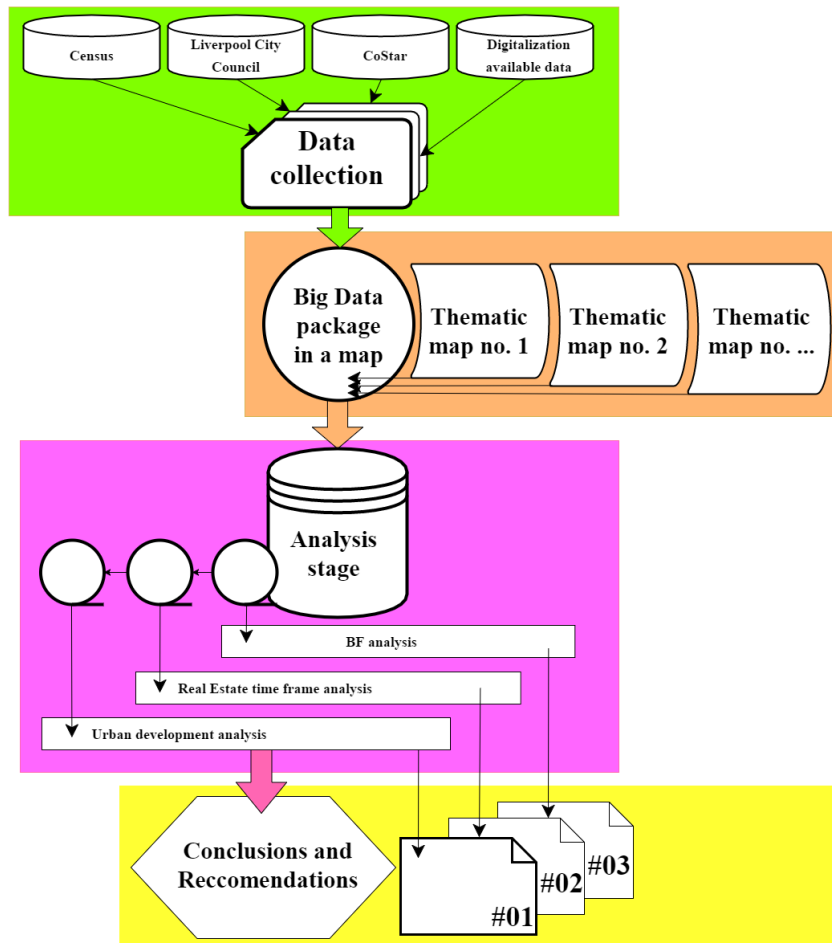 Census
Liverpool City
Council
CoStar
Digitalization
available data
Data
collection
Big Data
package
in a map
Thematic
map no. 1
Thematic
map no. 2
Thematic
map no. ...
Analysis
stage
BF analysis
Real Estate time frame analysis
Urban development analysis
Conclusions and
Reccomendations
#01
#02
#03